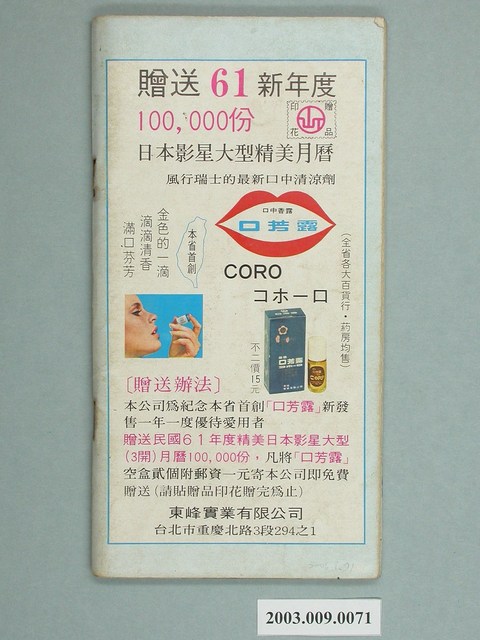 贈送 61 新年度
100,000份
印花 贈品
日本影星大型精美月曆
風行瑞士的最新口中清涼劑
口中香露
口芳露
本省首創
金色的一滴
滴滴清香
滿口芬芳
CORO
コホーロ
(全省各大百貨行·葯房均售)
口芳露
不二價15元
〔贈送辦法〕
本公司爲紀念本省首創「口芳露」新發
售一年一度優待愛用者
贈送民國61年度精美日本影星大型
(3開)月曆100,000份，凡將「口芳露」
空盒貳個附郵資一元寄本公司即免費
贈送(請貼贈品印花贈完爲止)
東峰實業有限公司
台北市重慶北路3段294之1
2003.009.0071